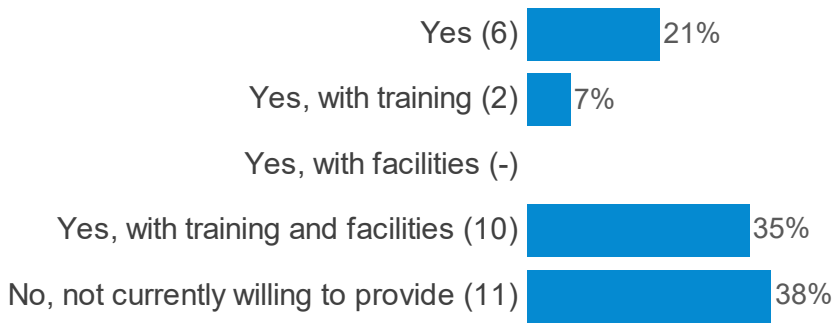 Yes (6) 21%
Yes, with training (2) 7%
Yes, with facilities (-)
Yes, with training and facilities (10) 35%
No, not currently willing to provide (11) 38%